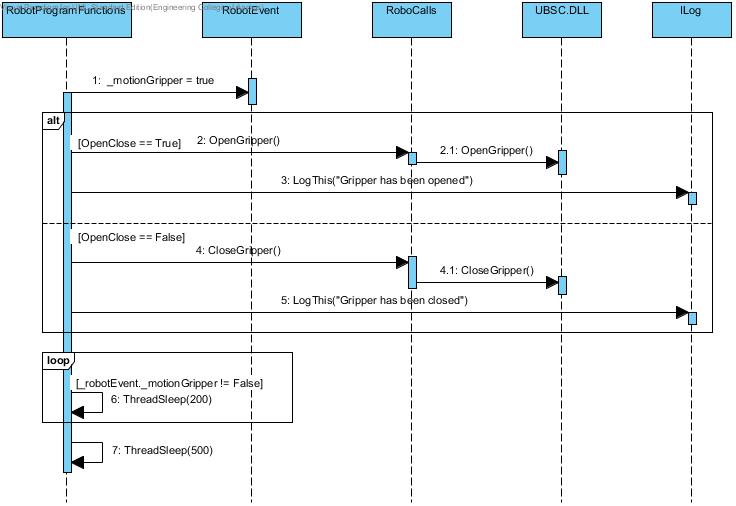 RobotProgramFunctions
RobotEvent
RoboCalls
UBSC.DLL
ILog
1: _motionGripper = true
alt
[OpenClose == True]
2: OpenGripper()
2.1: OpenGripper()
3: LogThis("Gripper has been opened")
[OpenClose == False]
4: CloseGripper()
4.1: CloseGripper()
5: LogThis("Gripper has been closed")
loop
[_robotEvent._motionGripper != False]
6: ThreadSleep(200)
7: ThreadSleep(500)